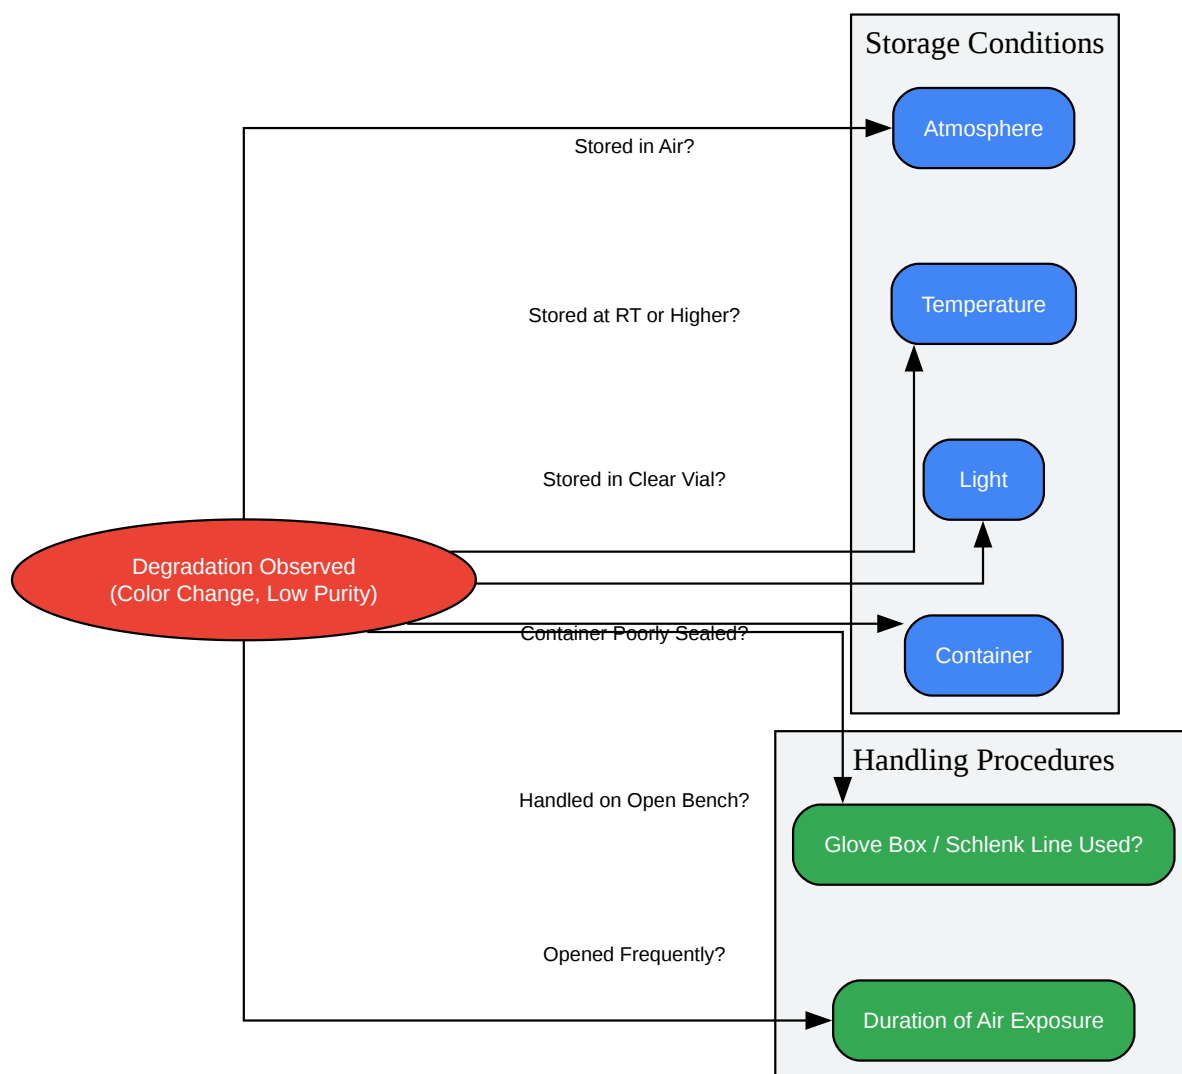 Storage Conditions
Atmosphere
Stored in Air?
Temperature
Stored at RT or Higher?
Light
Stored in Clear Vial?
Degradation Observed
(Color Change, Low Purity)
Container Poorly Sealed?
Container
Handling Procedures
Handled on Open Bench?
Glove Box / Schlenk Line Used?
Opened Frequently?
Duration of Air Exposure